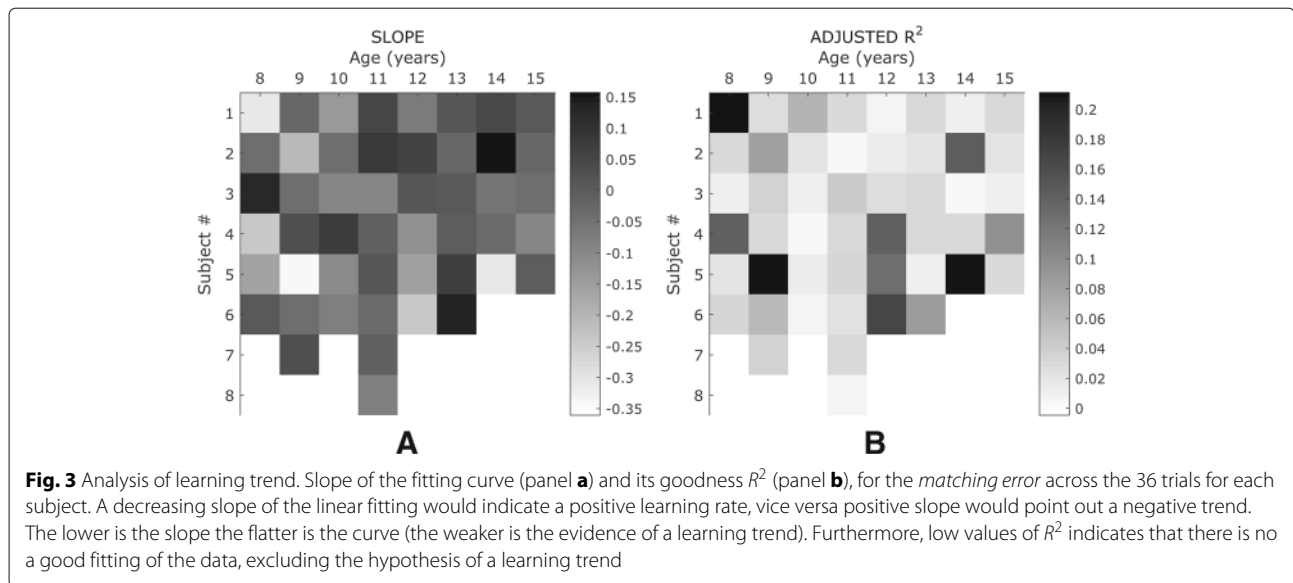 SLOPE
Age (years)
8 9 10 11 12 13 14 15
Subject #
1
2
3
4
5
6
7
8
0.15
0.1
0.05
0
-0.05
-0.1
-0.15
-0.2
-0.25
-0.3
-0.35
A
ADJUSTED R²
Age (years)
8 9 10 11 12 13 14 15
Subject #
1
2
3
4
5
6
7
8
0.2
0.18
0.16
0.14
0.12
0.1
0.08
0.06
0.04
0.02
0
B
Fig. 3 Analysis of learning trend. Slope of the fitting curve (panel a) and its goodness R² (panel b), for the matching error across the 36 trials for each
subject. A decreasing slope of the linear fitting would indicate a positive learning rate, vice versa positive slope would point out a negative trend.
The lower is the slope the flatter is the curve (the weaker is the evidence of a learning trend). Furthermore, low values of R² indicates that there is no
a good fitting of the data, excluding the hypothesis of a learning trend